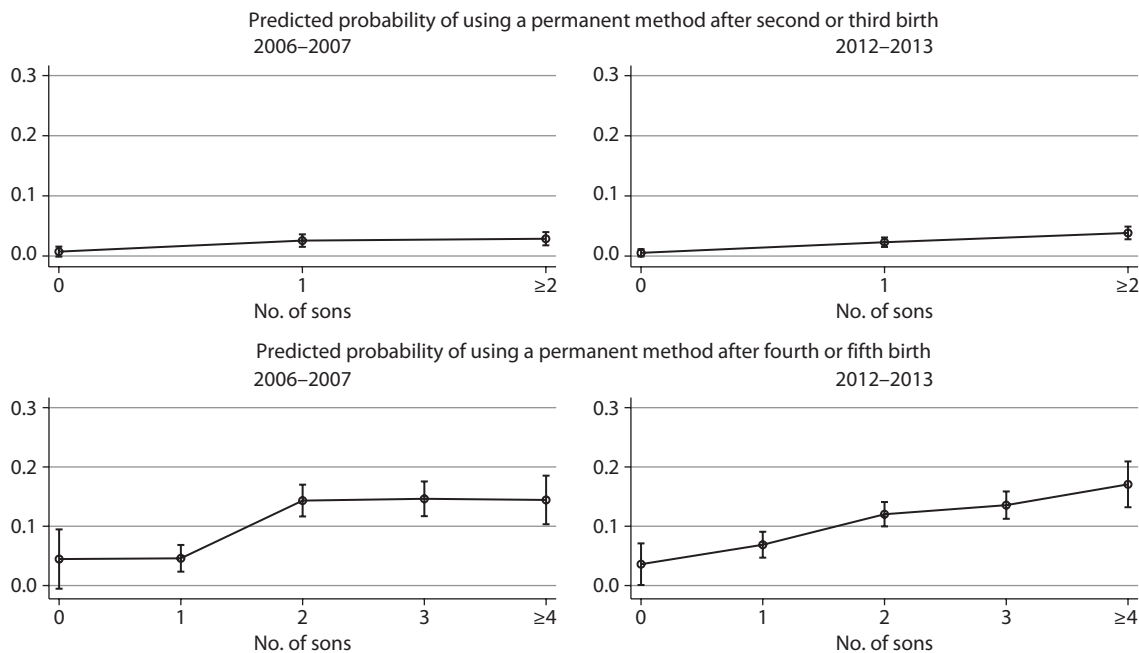 Predicted probability of using a permanent method after second or third birth
2006–2007 2012–2013
0.3 0.3
0.2 0.2
0.1 0.1
0.0 0.0
0 1 ≥2 0 1 ≥2
No. of sons No. of sons
Predicted probability of using a permanent method after fourth or fifth birth
2006–2007 2012–2013
0.3 0.3
0.2 0.2
0.1 0.1
0.0 0.0
0 1 2 3 ≥4 0 1 2 3 ≥4
No. of sons No. of sons